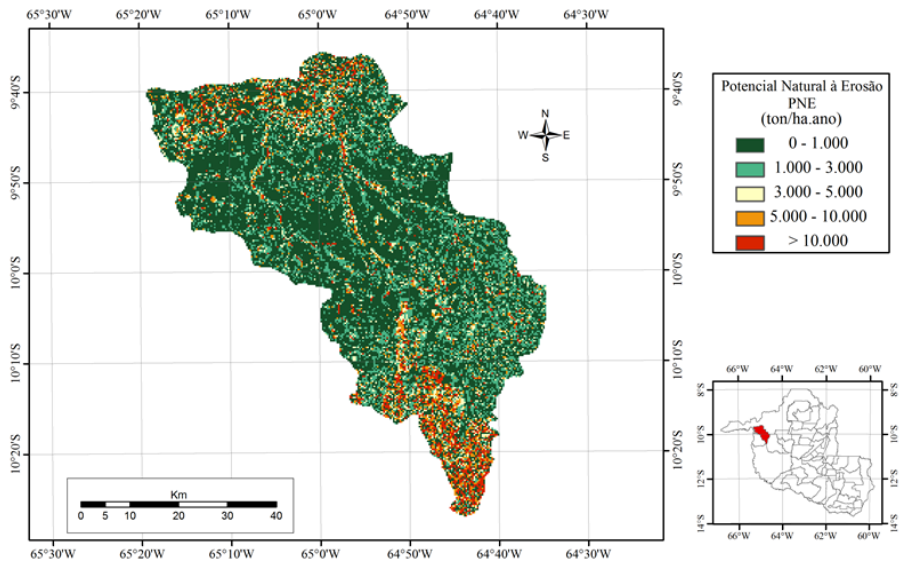 65°30'W 65°20'W 65°10'W 65°0'W 64°50'W 64°40'W 64°30'W
9°40'S 9°40'S
9°50'S 9°50'S
10°0'S 10°0'S
10°10'S 10°10'S
10°20'S 10°20'S
N
W E
S
Km
0 5 10 20 30 40
65°30'W 65°20'W 65°10'W 65°0'W 64°50'W 64°40'W 64°30'W
Potencial Natural à Erosão
PNE
(ton/ha.ano)
0 - 1.000
1.000 - 3.000
3.000 - 5.000
5.000 - 10.000
> 10.000
66°W 64°W 62°W 60°W
8°S 8°S
10°S 10°S
12°S 12°S
14°S 14°S
66°W 64°W 62°W 60°W